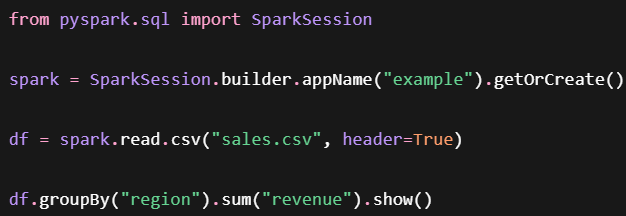 from pyspark.sql import SparkSession
spark = SparkSession.builder.appName("example").getOrCreate()
df = spark.read.csv("sales.csv", header=True)
df.groupBy("region").sum("revenue").show()